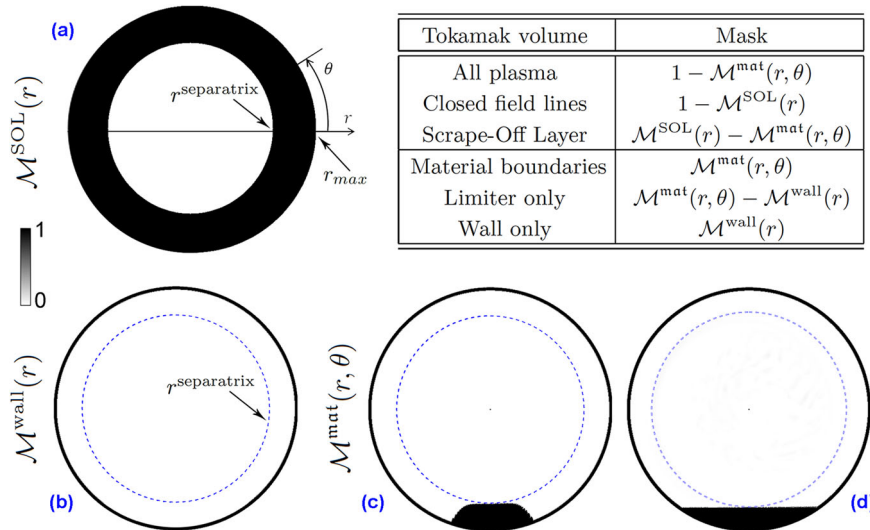 (a)
θ
r^separatrix
r
r_max
ℳ^SOL(r)
1
0
Tokamak volume Mask
All plasma 1 − ℳ^mat(r, θ)
Closed field lines 1 − ℳ^SOL(r)
Scrape-Off Layer ℳ^SOL(r) − ℳ^mat(r, θ)
Material boundaries ℳ^mat(r, θ)
Limiter only ℳ^mat(r, θ) − ℳ^wall(r)
Wall only ℳ^wall(r)
ℳ^wall(r)
r^separatrix
(b)
ℳ^mat(r, θ)
(c)
(d)